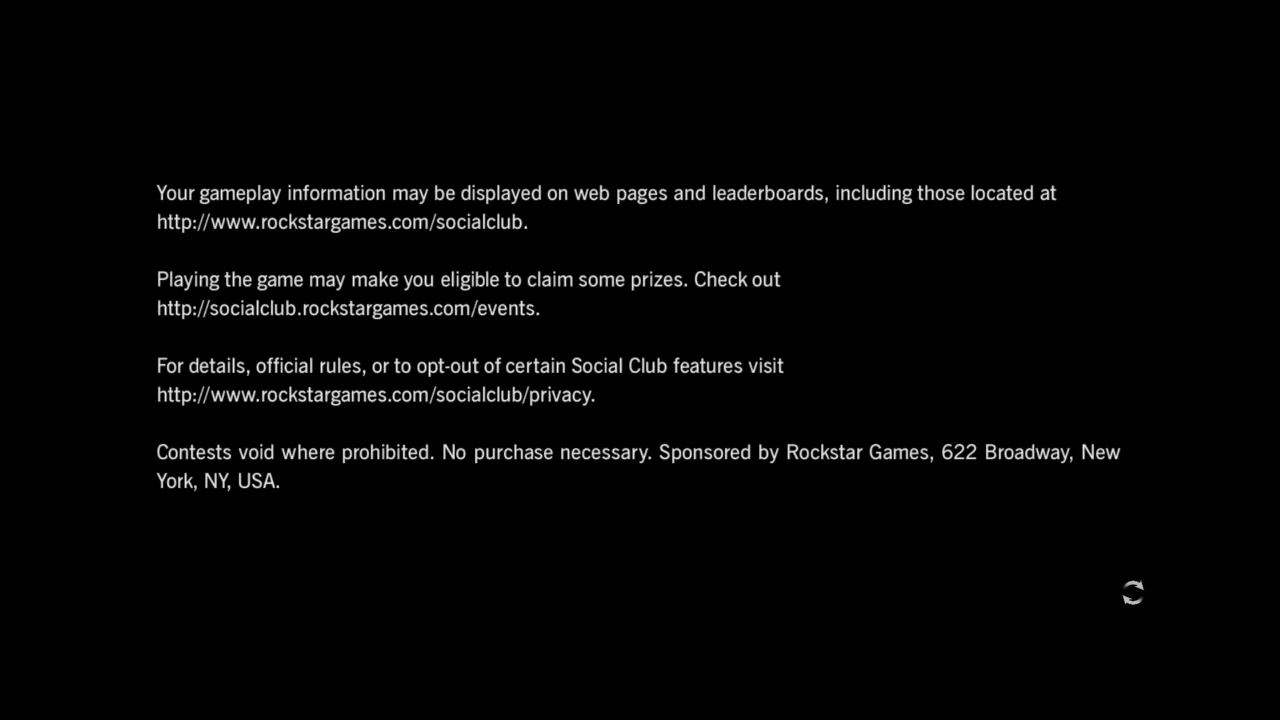 Your gameplay information may be displayed on web pages and leaderboards, including those located at
http://www.rockstargames.com/socialclub.
Playing the game may make you eligible to claim some prizes. Check out
http://socialclub.rockstargames.com/events.
For details, official rules, or to opt-out of certain Social Club features visit
http://www.rockstargames.com/socialclub/privacy.
Contests void where prohibited. No purchase necessary. Sponsored by Rockstar Games, 622 Broadway, New
York, NY, USA.